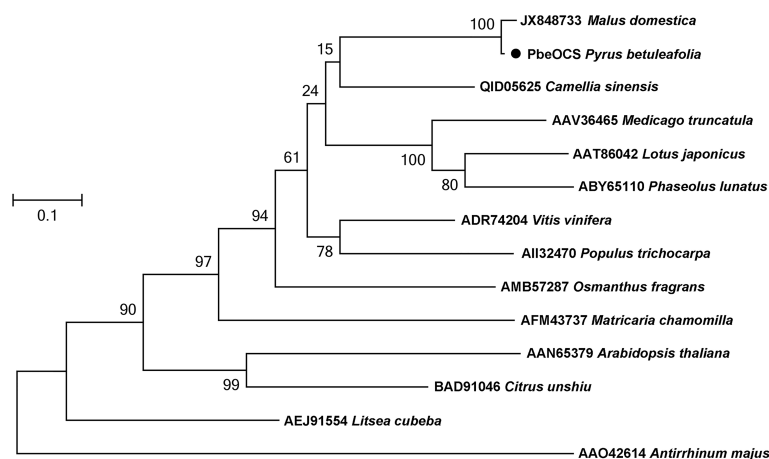 100
JX848733 Malus domestica
15
PbeOCS Pyrus betuleafolia
QID05625 Camellia sinensis
24
AAV36465 Medicago truncatula
100
AAT86042 Lotus japonicus
61
80
ABY65110 Phaseolus lunatus
0.1
94
ADR74204 Vitis vinifera
78
AII32470 Populus trichocarpa
97
AMB57287 Osmanthus fragrans
90
AFM43737 Matricaria chamomilla
AAN65379 Arabidopsis thaliana
99
BAD91046 Citrus unshiu
AEJ91554 Litsea cubeba
AAO42614 Antirrhinum majus